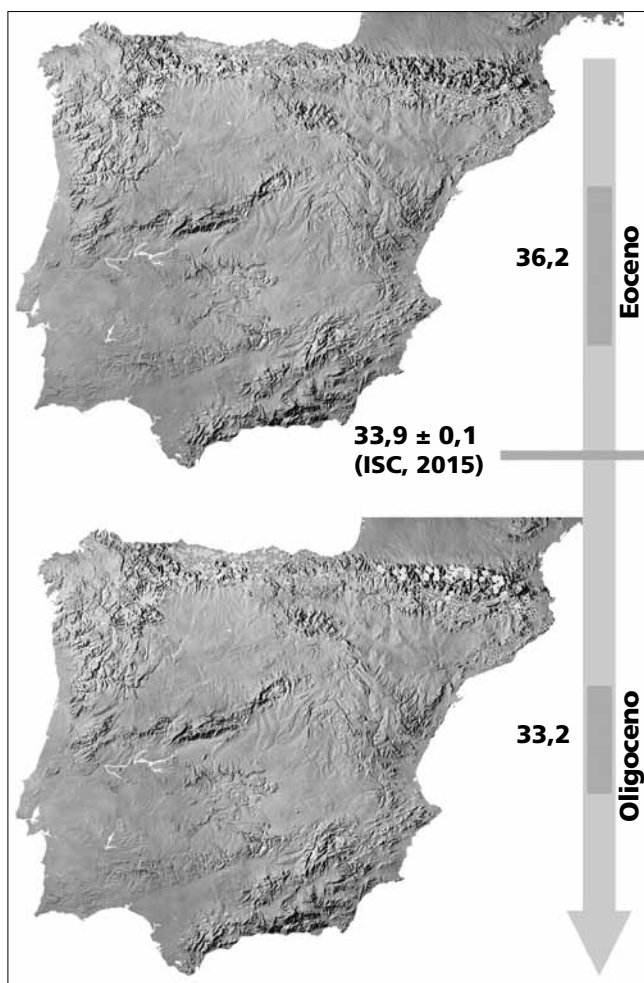 36,2
Eoceno
33,9 ± 0,1
(ISC, 2015)
33,2
Oligoceno